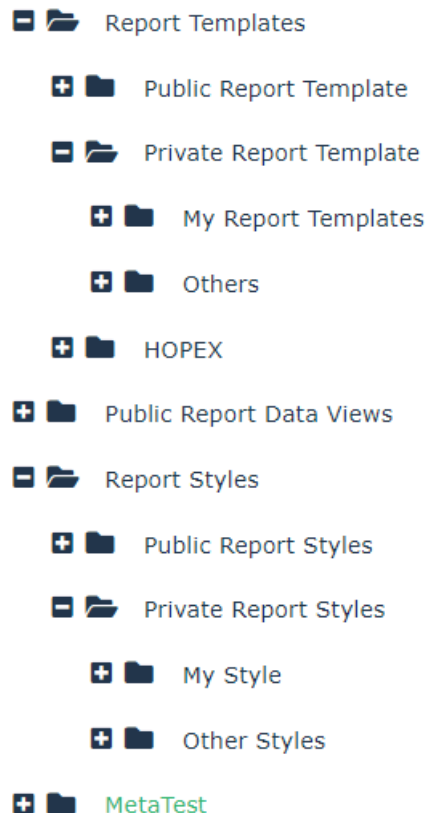 Report Templates
Public Report Template
Private Report Template
My Report Templates
Others
HOPEX
Public Report Data Views
Report Styles
Public Report Styles
Private Report Styles
My Style
Other Styles
MetaTest